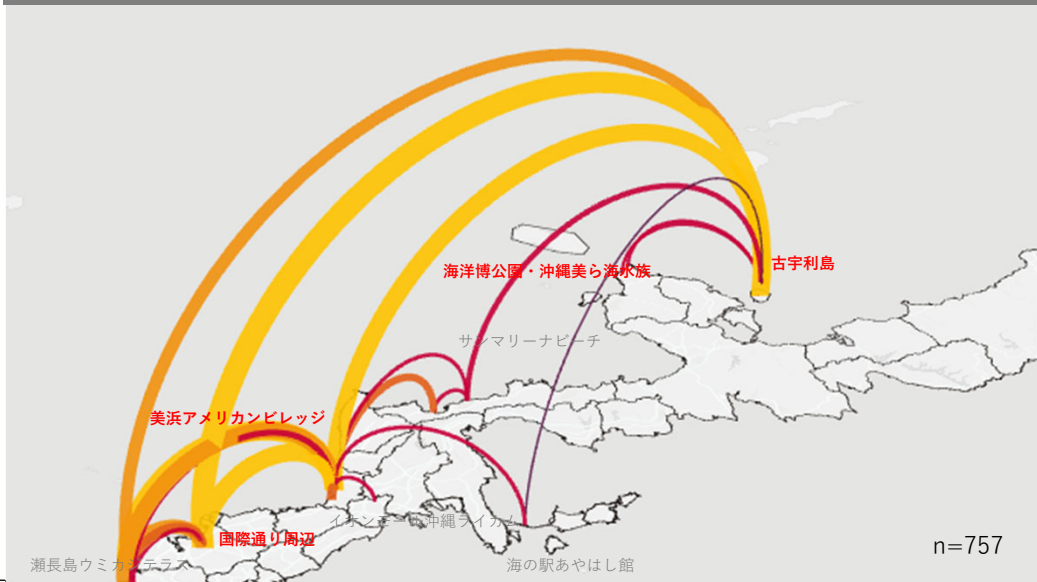 海洋博公園・沖縄美ら海水族
古宇利島
サンマリーナビーチ
美浜アメリカンビレッジ
イオンモール沖縄ライカム
国際通り周辺
瀬長島ウミカジテラス
海の駅あやはし館
n=757